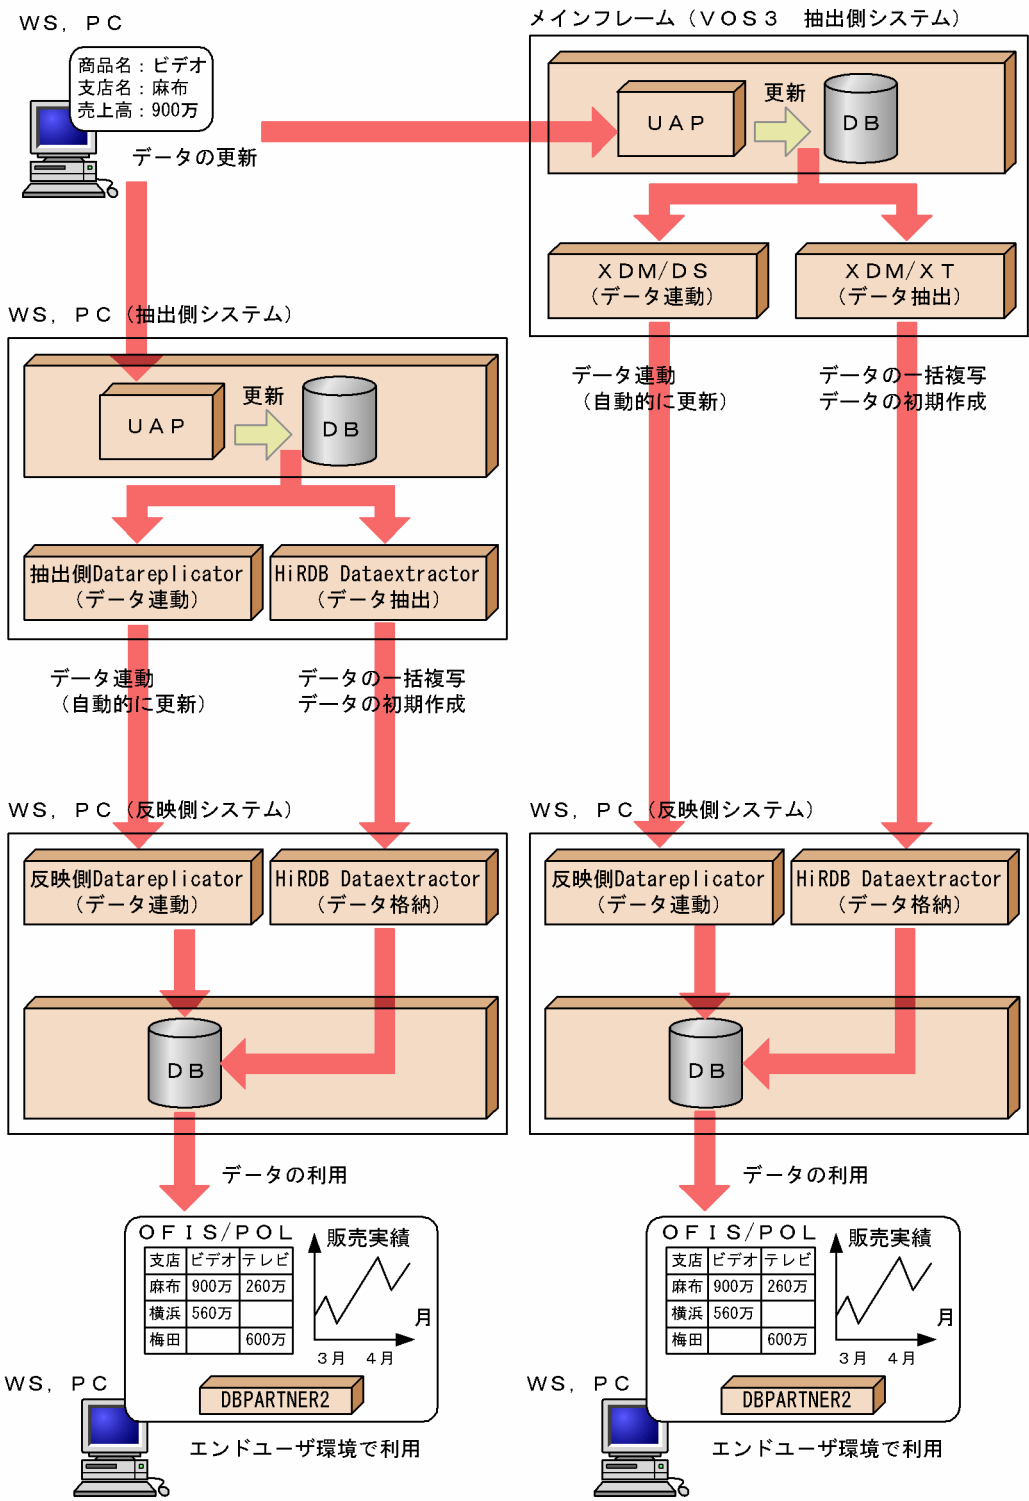 WS，PC
商品名：ビデオ
支店名：麻布
売上高：900万
データの更新
メインフレーム（VOS3　抽出側システム）
UAP
更新
DB
XDM/DS
（データ連動）
XDM/XT
（データ抽出）
データ連動
（自動的に更新）
データの一括複写
データの初期作成
WS，PC（抽出側システム）
UAP
更新
DB
抽出側Datareplicator
（データ連動）
HiRDB Dataextractor
（データ抽出）
データ連動
（自動的に更新）
データの一括複写
データの初期作成
WS，PC（反映側システム）
反映側Datareplicator
（データ連動）
HiRDB Dataextractor
（データ格納）
DB
データの利用
OFIS/POL
支店 ビデオ テレビ
麻布 900万 260万
横浜 560万
梅田 600万
販売実績
月
3月　4月
DBPARTNER2
WS，PC
エンドユーザ環境で利用
WS，PC（反映側システム）
反映側Datareplicator
（データ連動）
HiRDB Dataextractor
（データ格納）
DB
データの利用
OFIS/POL
支店 ビデオ テレビ
麻布 900万 260万
横浜 560万
梅田 600万
販売実績
月
3月　4月
DBPARTNER2
WS，PC
エンドユーザ環境で利用